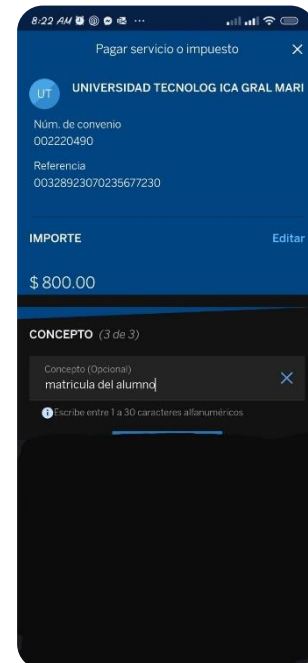 8:22 AM
Pagar servicio o impuesto
UT
UNIVERSIDAD TECNOLOG ICA GRAL MARI
Núm. de convenio
002220490
Referencia
00328923070235677230
IMPORTE
Editar
$ 800.00
CONCEPTO (3 de 3)
Concepto (Opcional)
matricula del alumno
Escribe entre 1 a 30 caracteres alfanuméricos